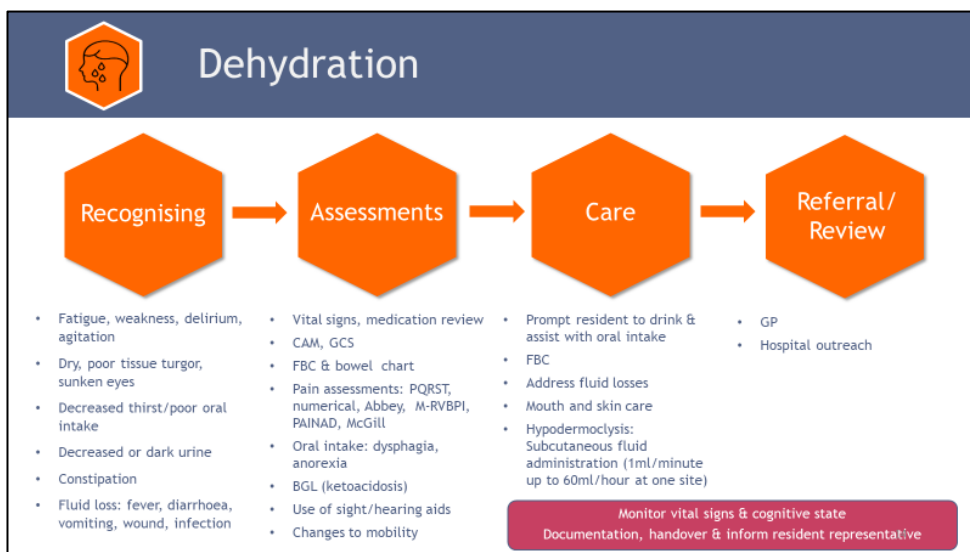 Dehydration
Recognising
Assessments
Care
Referral/
Review
• Fatigue, weakness, delirium,
agitation
• Dry, poor tissue turgor,
sunken eyes
• Decreased thirst/poor oral
intake
• Decreased or dark urine
• Constipation
• Fluid loss: fever, diarrhoea,
vomiting, wound, infection
• Vital signs, medication review
• CAM, GCS
• FBC & bowel chart
• Pain assessments: PQRST,
numerical, Abbey, M-RVBPI,
PAINAD, McGill
• Oral intake: dysphagia,
anorexia
• BGL (ketoacidosis)
• Use of sight/hearing aids
• Changes to mobility
• Prompt resident to drink &
assist with oral intake
• FBC
• Address fluid losses
• Mouth and skin care
• Hypodermoclysis:
Subcutaneous fluid
administration (1ml/minute
up to 60ml/hour at one site)
• GP
• Hospital outreach
Monitor vital signs & cognitive state
Documentation, handover & inform resident representative